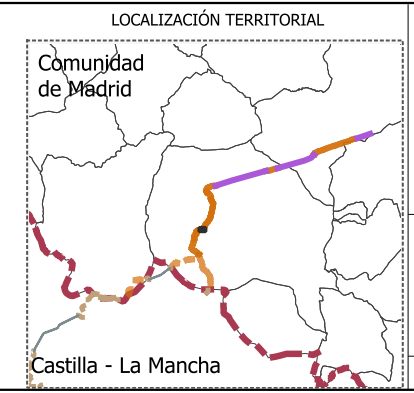 LOCALIZACIÓN TERRITORIAL
Comunidad
de Madrid
Castilla - La Mancha